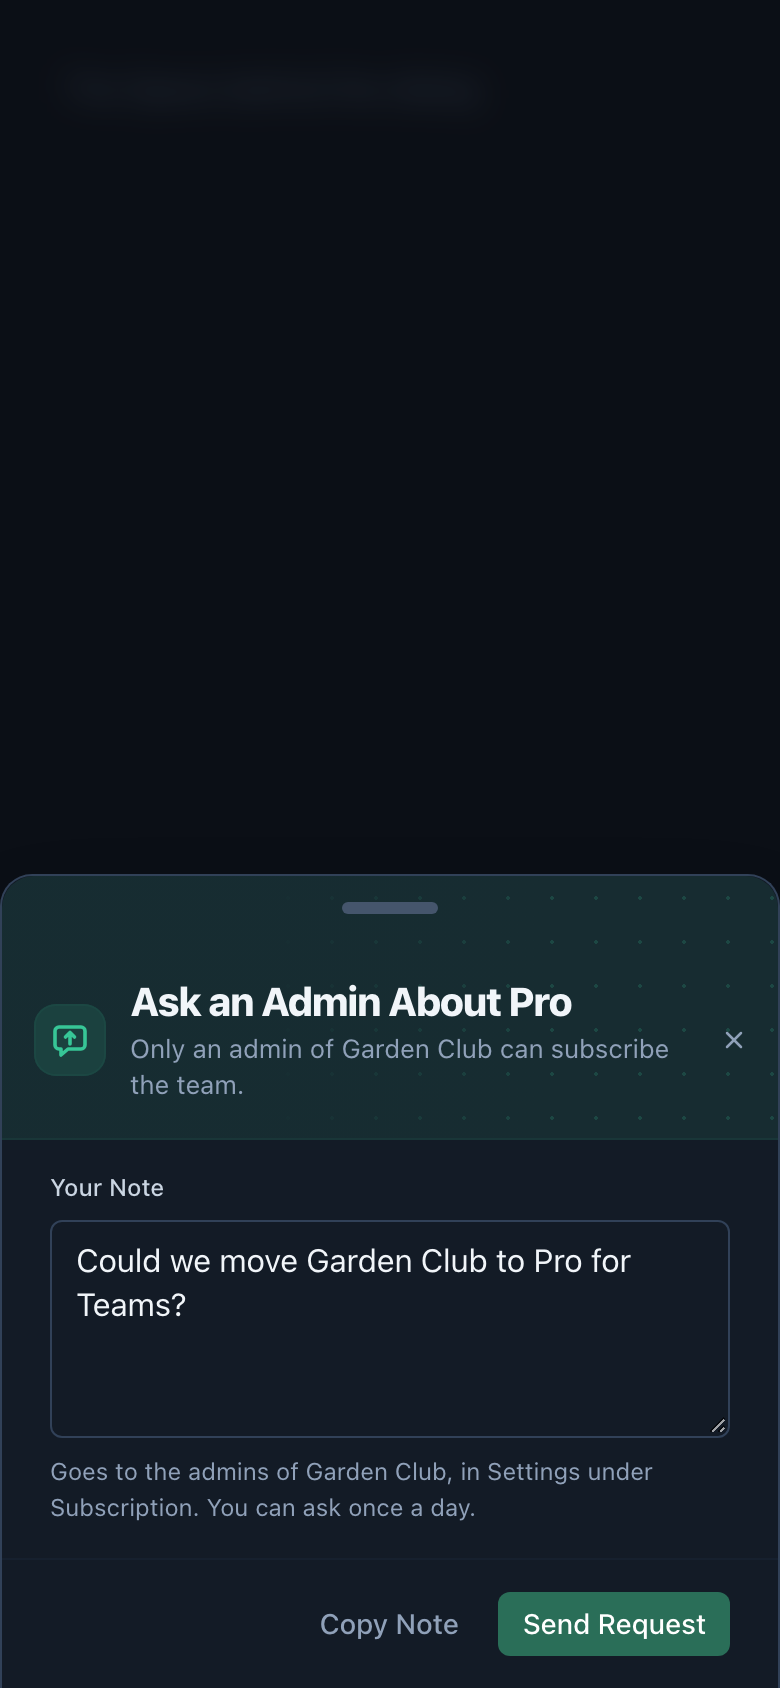 Ask an Admin About Pro
Only an admin of Garden Club can subscribe
the team.
Your Note
Could we move Garden Club to Pro for
Teams?
Goes to the admins of Garden Club, in Settings under
Subscription. You can ask once a day.
Copy Note
Send Request